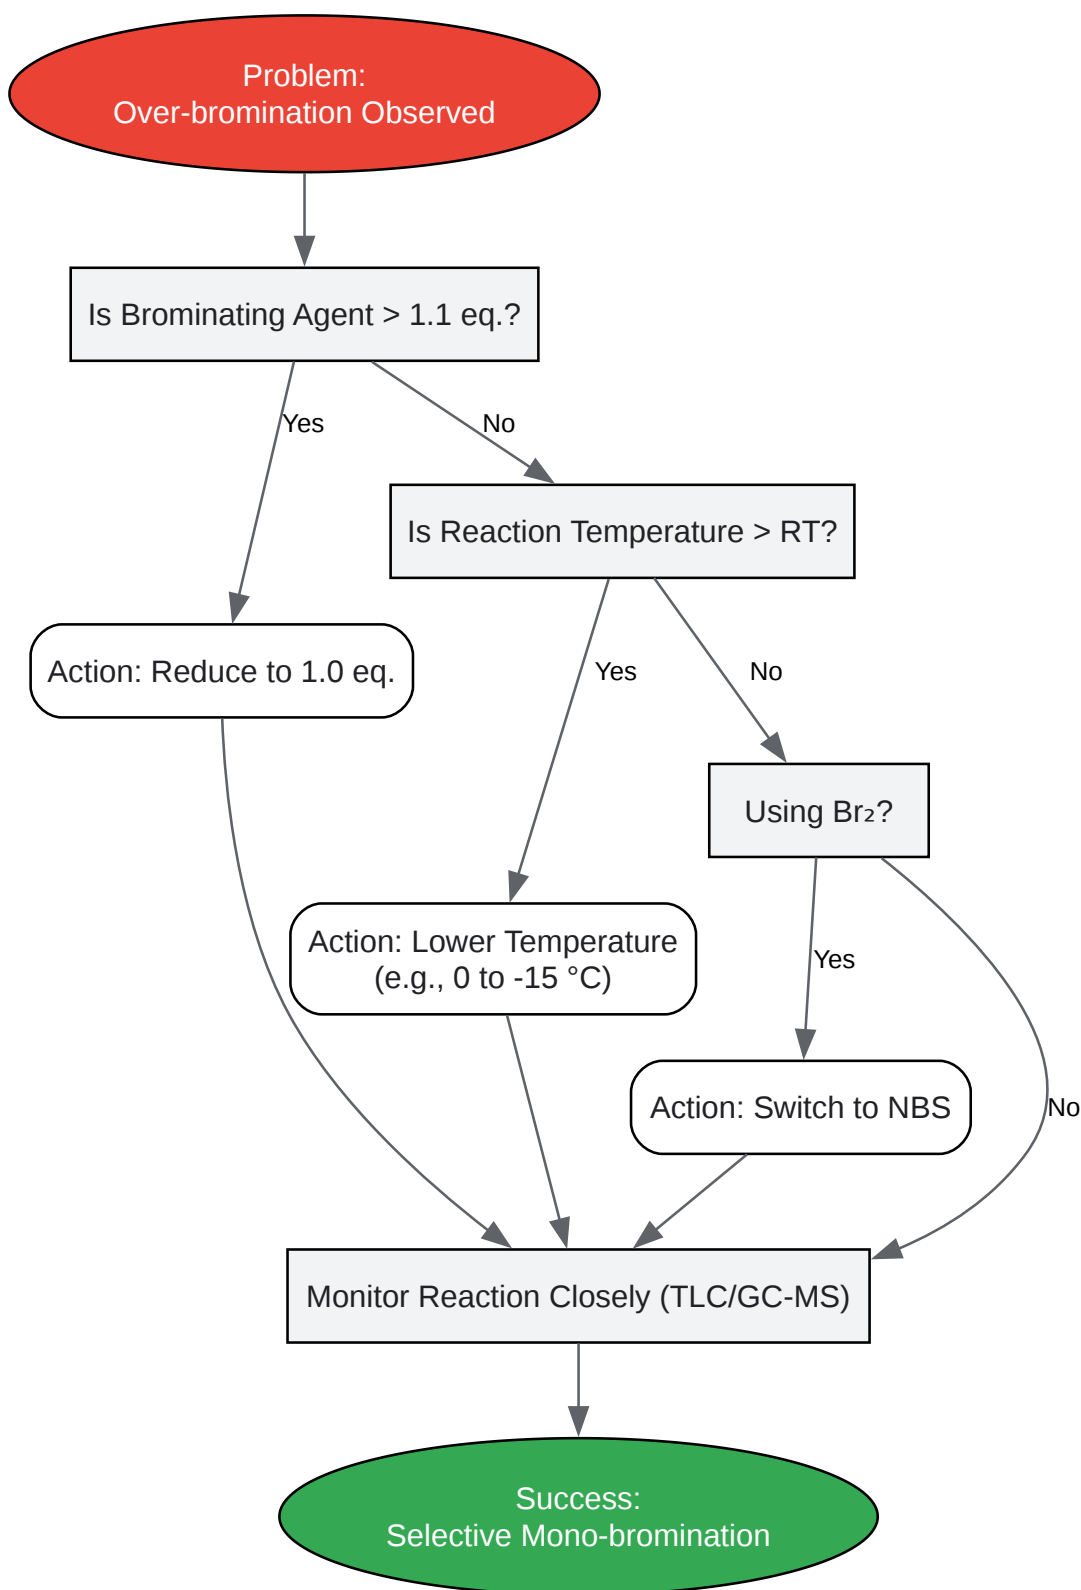 Problem:
Over-bromination Observed
Is Brominating Agent > 1.1 eq.?
Yes
No
Is Reaction Temperature > RT?
Action: Reduce to 1.0 eq.
Yes
No
Using Br₂?
Action: Lower Temperature
(e.g., 0 to -15 °C)
Yes
Action: Switch to NBS
No
Monitor Reaction Closely (TLC/GC-MS)
Success:
Selective Mono-bromination